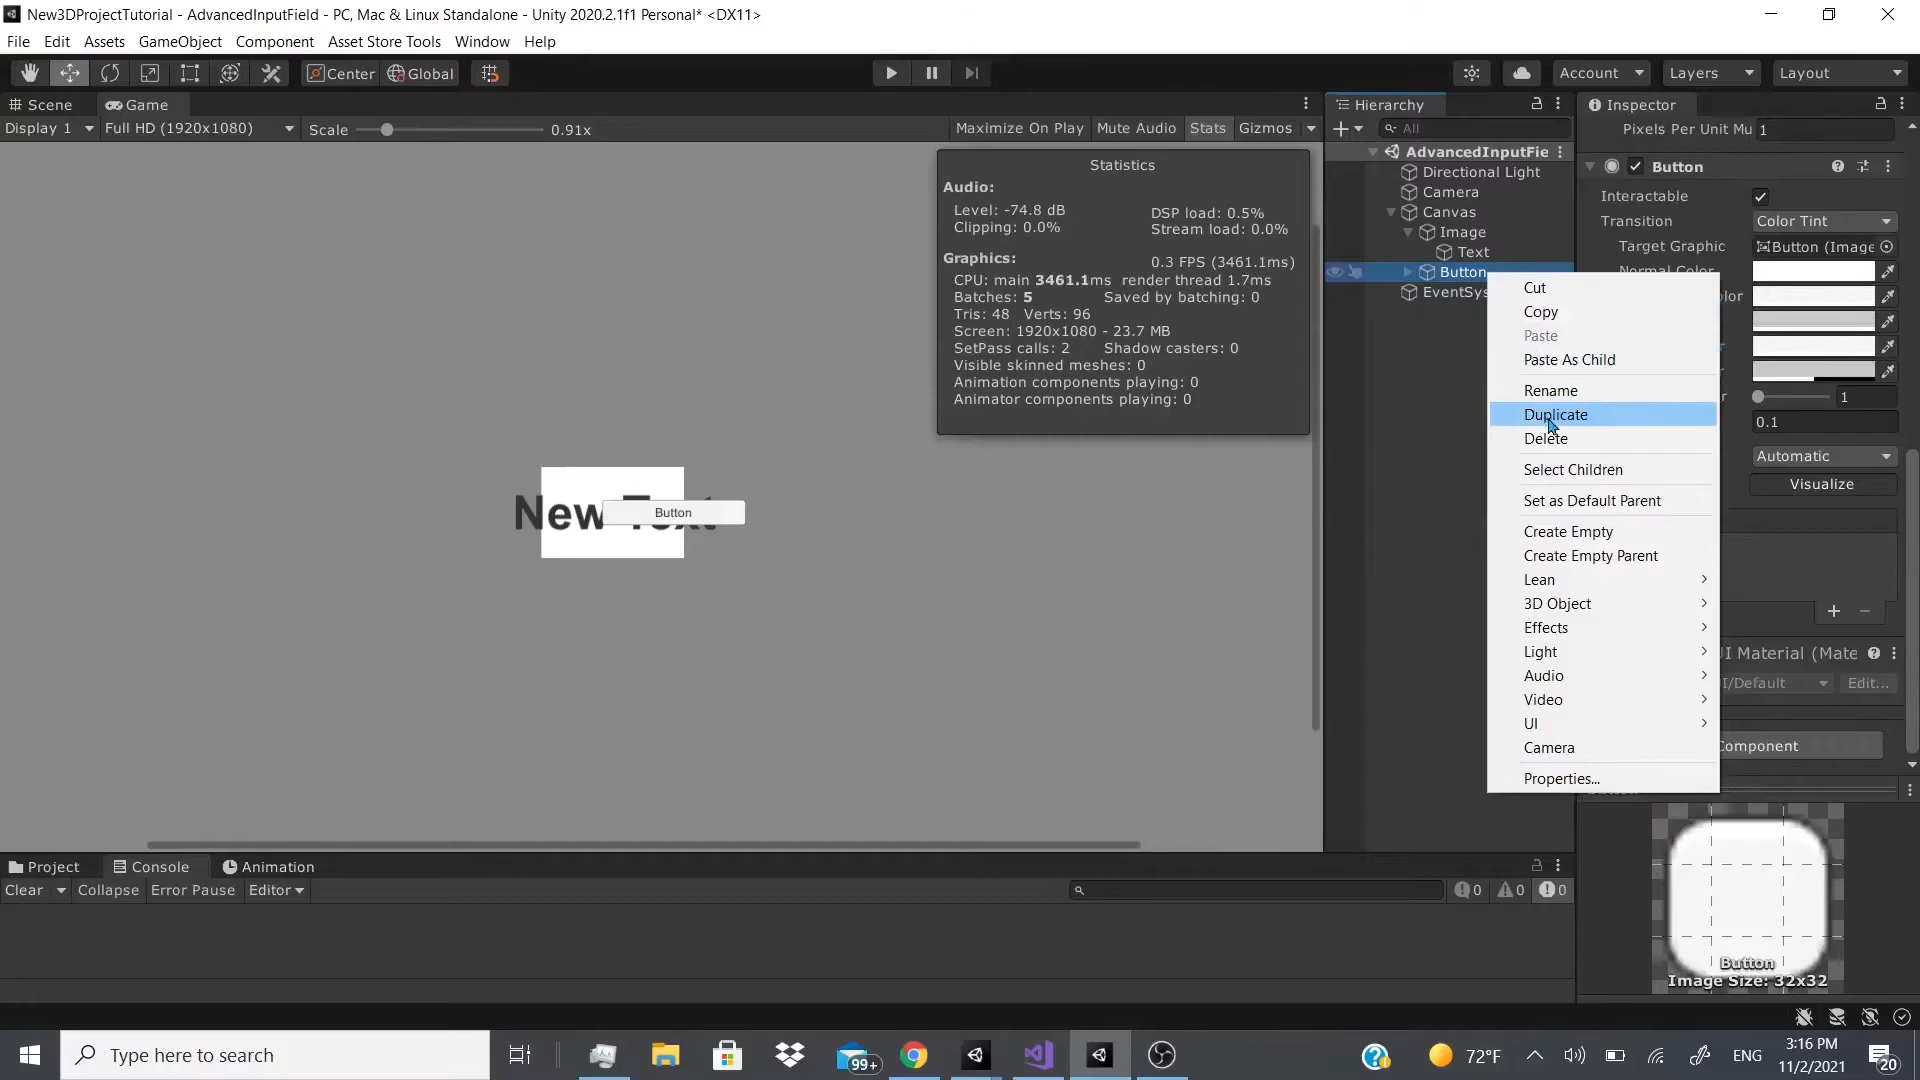 New3DProjectTutorial - AdvancedInputField - PC, Mac & Linux Standalone - Unity 2020.2.1f1 Personal* <DX11>
File Edit Assets GameObject Component Asset Store Tools Window Help
Center Global Account Layers Layout
Scene Game
Display 1 Full HD (1920x1080) Scale 0.91x Maximize On Play Mute Audio Stats Gizmos
Statistics
Audio:
Level: -74.8 dB DSP load: 0.5%
Clipping: 0.0% Stream load: 0.0%
Graphics: 0.3 FPS (3461.1ms)
CPU: main 3461.1ms render thread 1.7ms
Batches: 5 Saved by batching: 0
Tris: 48 Verts: 96
Screen: 1920x1080 - 23.7 MB
SetPass calls: 2 Shadow casters: 0
Visible skinned meshes: 0
Animation components playing: 0
Animator components playing: 0
New Text
Button
Hierarchy
All
AdvancedInputFie
Directional Light
Camera
Canvas
Image
Text
Button
EventSys
Cut
Copy
Paste
Paste As Child
Rename
Duplicate
Delete
Select Children
Set as Default Parent
Create Empty
Create Empty Parent
Lean
3D Object
Effects
Light
Audio
Video
UI
Camera
Properties...
Inspector
Pixels Per Unit Mu 1
Button
Interactable
Transition Color Tint
Target Graphic Button (Image
Normal Color
olor
r
r
r 1
0.1
Automatic
Visualize
UI Material (Mate
I/Default Edit...
Component
Button
Image Size: 32x32
Project Console Animation
Clear Collapse Error Pause Editor 0 0 0
Type here to search
99+
72°F ENG
3:16 PM
11/2/2021
20